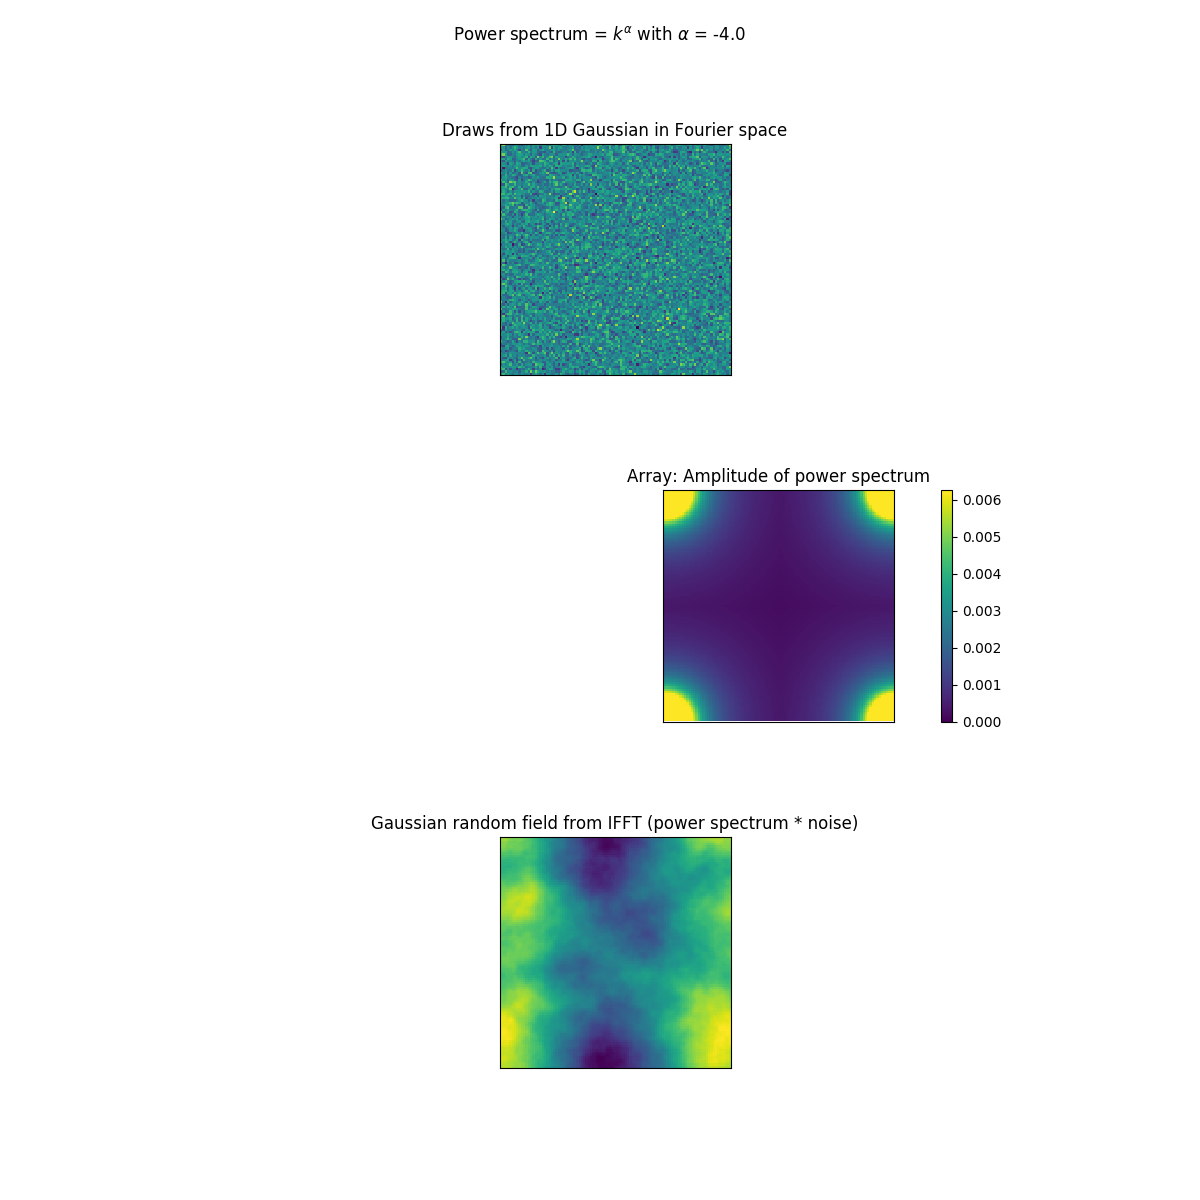 Power spectrum = k^α with α = -4.0
Draws from 1D Gaussian in Fourier space
Array: Amplitude of power spectrum
0.006
0.005
0.004
0.003
0.002
0.001
0.000
Gaussian random field from IFFT (power spectrum * noise)